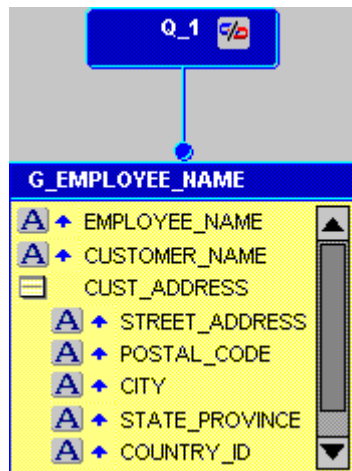 Q_1
G_EMPLOYEE_NAME
A EMPLOYEE_NAME
A CUSTOMER_NAME
CUST_ADDRESS
A STREET_ADDRESS
A POSTAL_CODE
A CITY
A STATE_PROVINCE
A COUNTRY_ID